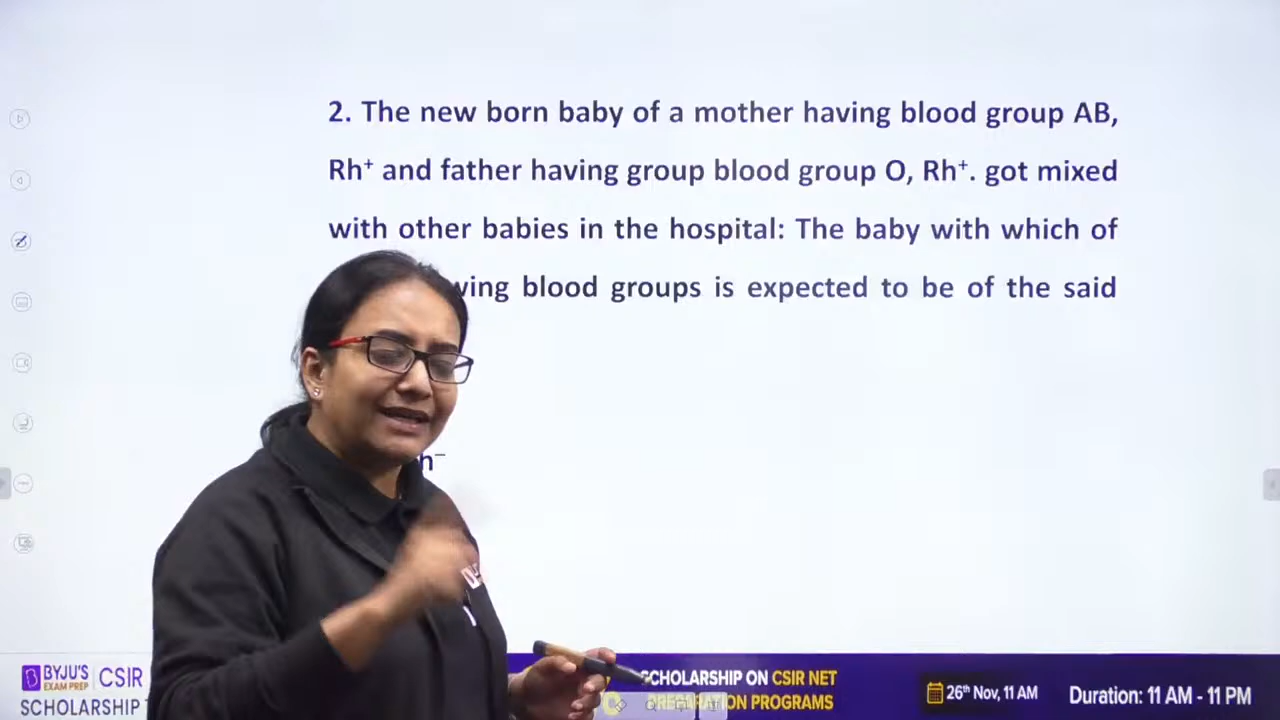 2. The new born baby of a mother having blood group AB,
Rh⁺ and father having group blood group O, Rh⁺. got mixed
with other babies in the hospital: The baby with which of
blood groups is expected to be of the said
BYJU'S
EXAM PREP
CSIR
SCHOLARSHIP
SCHOLARSHIP ON CSIR NET
PREPARATION PROGRAMS
26th Nov, 11 AM
Duration: 11 AM - 11 PM